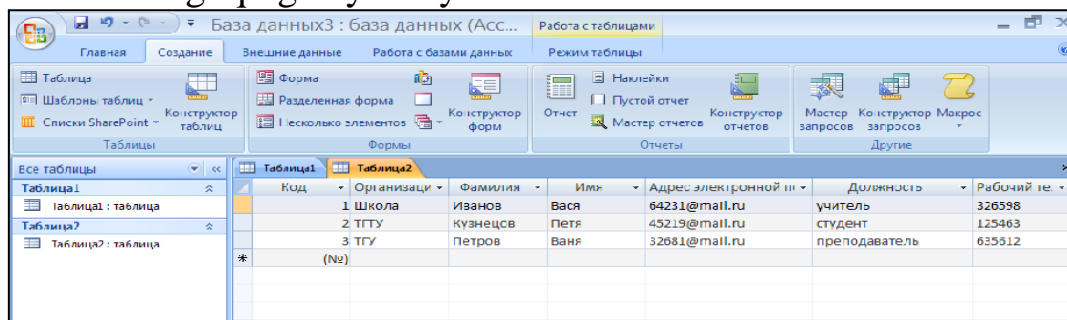 База данных3 : база данных (Acc...
Работа с таблицами
Главная Создание Внешние данные Работа с базами данных Режим таблицы
Таблица
Шаблоны таблиц
Списки SharePoint
Конструктор таблиц
Таблицы
Форма
Разделенная форма
Несколько элементов
Конструктор форм
Формы
Отчет
Наклейки
Пустой отчет
Мастер отчетов
Конструктор отчетов
Отчеты
Мастер запросов
Конструктор запросов
Макрос
Другие
Все таблицы
Таблица1
Таблица1 : таблица
Таблица2
Таблица2 : таблица
Таблица1 Таблица2
Код Организаци Фамилия Имя Адрес электронной п Должность Рабочий те.
1 Школа Иванов Вася 64231@mail.ru учитель 326598
2 ТГТУ Кузнецов Петя 45219@mail.ru студент 125463
3 ТГУ Петров Ваня 32681@mail.ru преподаватель 635612
* (№)